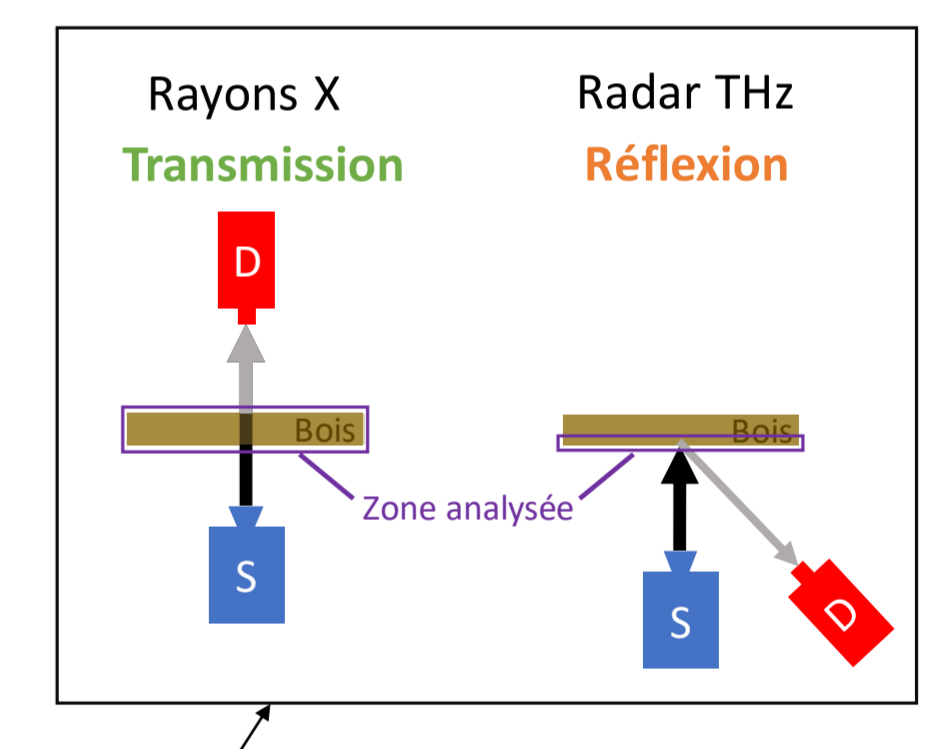 Rayons X
Transmission
D
Bois
S
Radar THz
Réflexion
Bois
S
D
Zone analysée